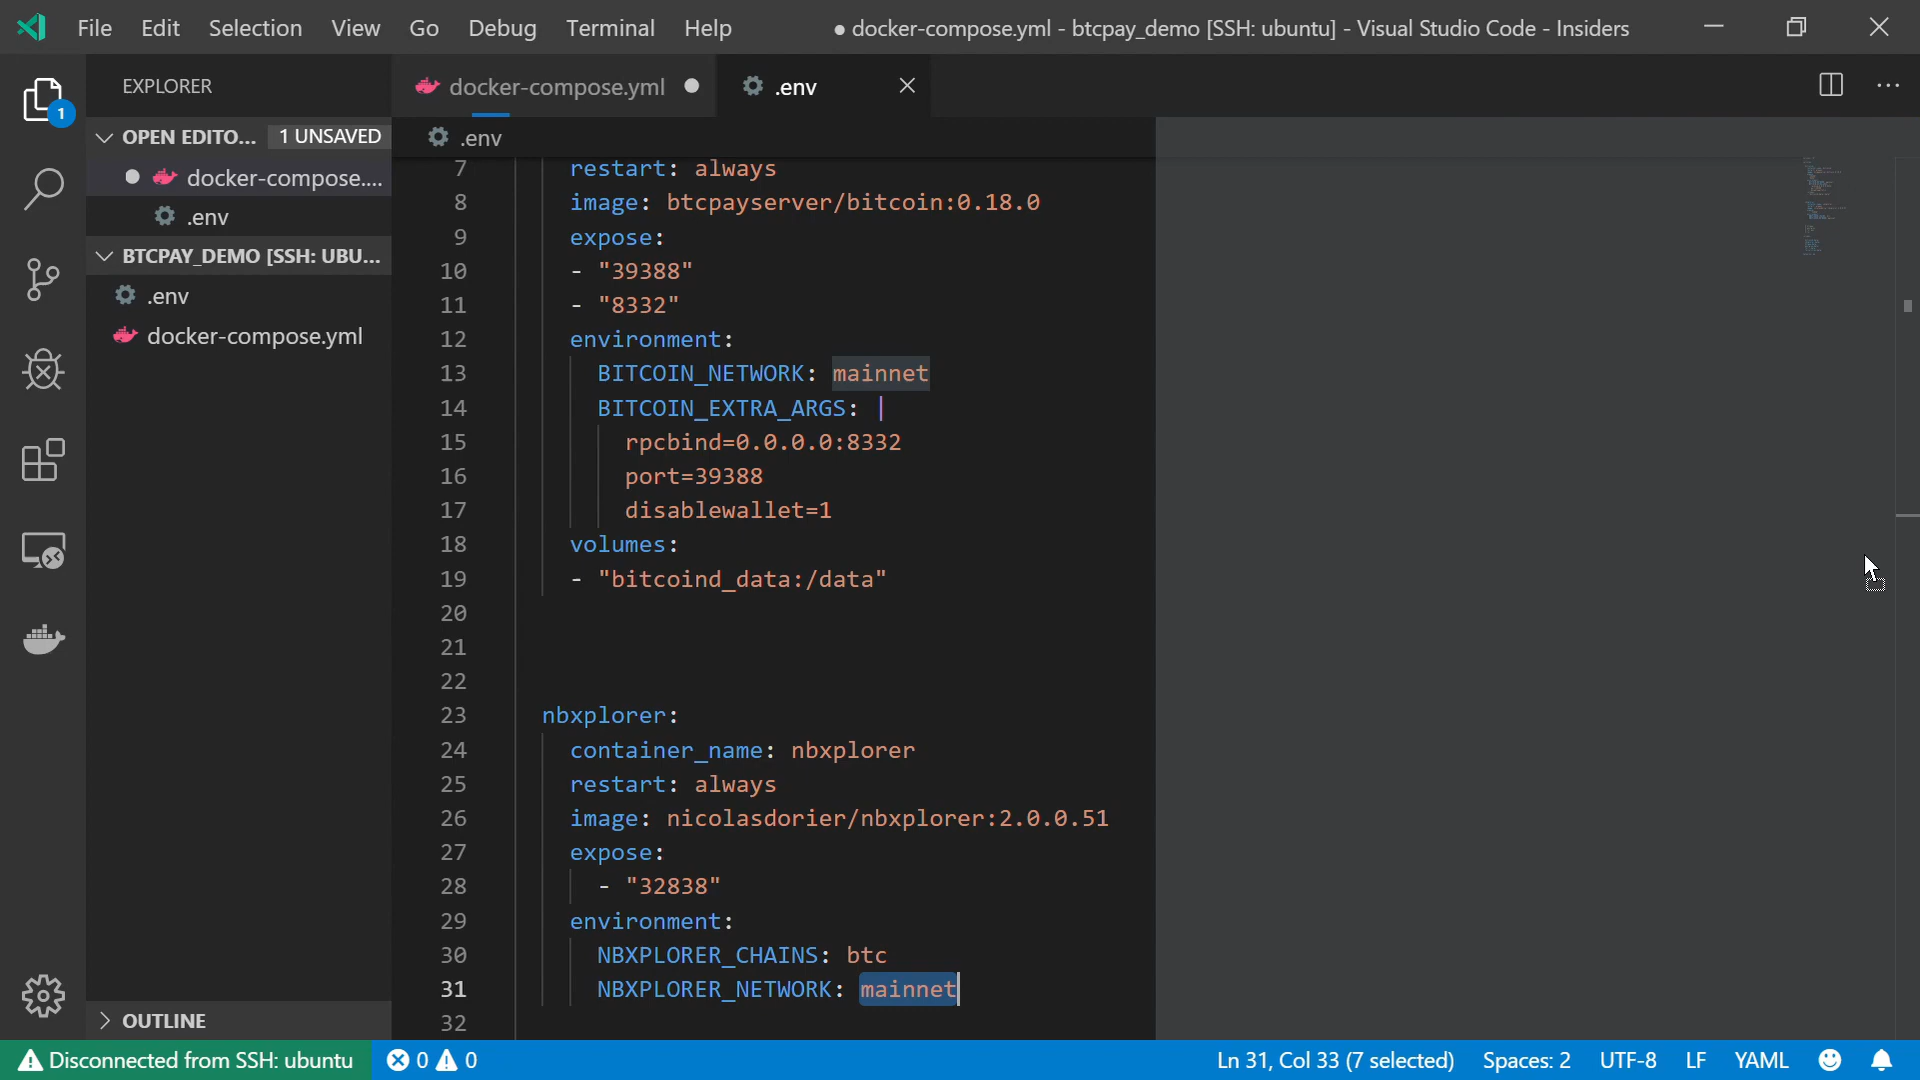 File Edit Selection View Go Debug Terminal Help
● docker-compose.yml - btcpay_demo [SSH: ubuntu] - Visual Studio Code - Insiders
EXPLORER
docker-compose.yml
.env
1
OPEN EDITO... 1 UNSAVED
docker-compose....
.env
BTCPAY_DEMO [SSH: UBU...
.env
docker-compose.yml
OUTLINE
.env
7 restart: always
8 image: btcpayserver/bitcoin:0.18.0
9 expose:
10 - "39388"
11 - "8332"
12 environment:
13 BITCOIN_NETWORK: mainnet
14 BITCOIN_EXTRA_ARGS: |
15 rpcbind=0.0.0.0:8332
16 port=39388
17 disablewallet=1
18 volumes:
19 - "bitcoind_data:/data"
20
21
22
23 nbxplorer:
24 container_name: nbxplorer
25 restart: always
26 image: nicolasdorier/nbxplorer:2.0.0.51
27 expose:
28 - "32838"
29 environment:
30 NBXPLORER_CHAINS: btc
31 NBXPLORER_NETWORK: mainnet
32
Disconnected from SSH: ubuntu 0 0
Ln 31, Col 33 (7 selected) Spaces: 2 UTF-8 LF YAML